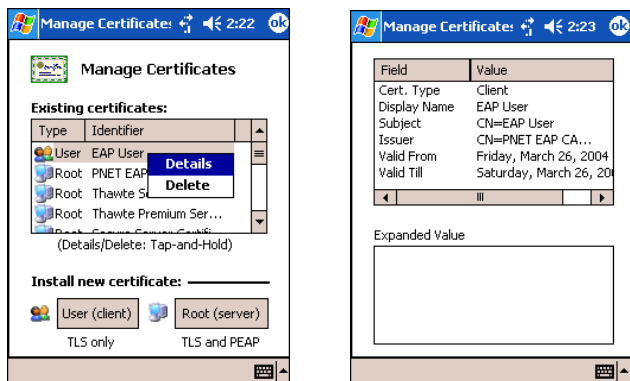 Manage Certificate: 2:22 ok
Manage Certificates
Existing certificates:
Type Identifier
User EAP User
Details
Delete
Root PNET EAP
Root Thawte S
Root Thawte Premium Ser...
(Details/Delete: Tap-and-Hold)
Install new certificate:
User (client) Root (server)
TLS only TLS and PEAP
Manage Certificate: 2:23 ok
Field Value
Cert. Type Client
Display Name EAP User
Subject CN=EAP User
Issuer CN=PNET EAP CA...
Valid From Friday, March 26, 2004
Valid Till Saturday, March 26, 20
Expanded Value